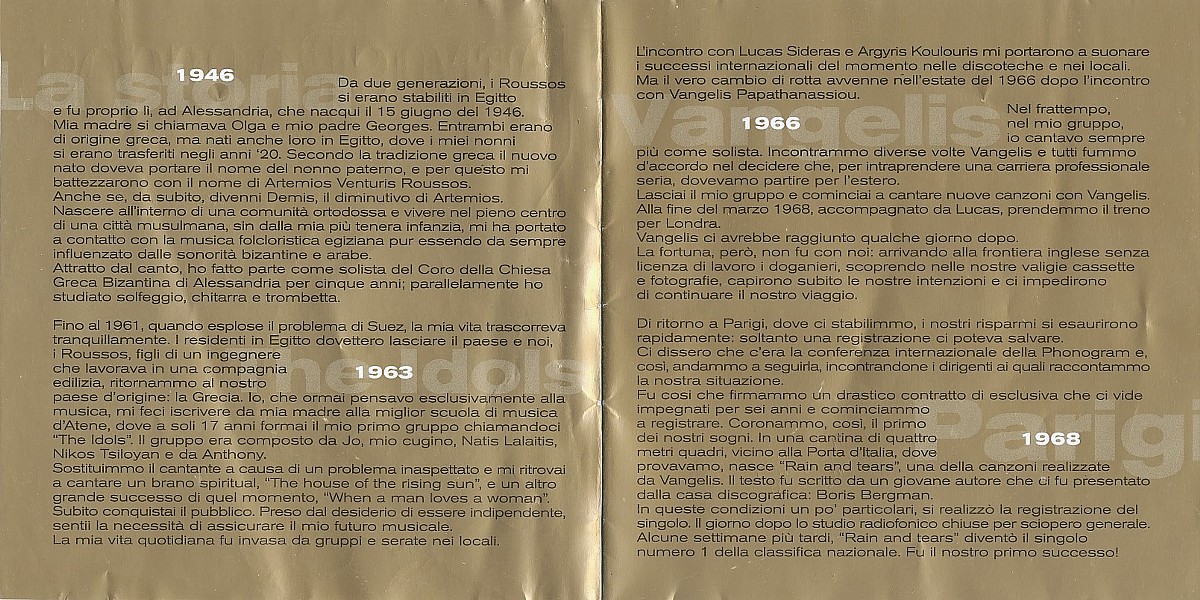 La storia
1946
Da due generazioni, i Roussos
si erano stabiliti in Egitto
e fu proprio lì, ad Alessandria, che nacqui il 15 giugno del 1946.
Mia madre si chiamava Olga e mio padre Georges. Entrambi erano
di origine greca, ma nati anche loro in Egitto, dove i miei nonni
si erano trasferiti negli anni '20. Secondo la tradizione greca il nuovo
nato doveva portare il nome del nonno paterno, e per questo mi
battezzarono con il nome di Artemios Venturis Roussos.
Anche se, da subito, divenni Demis, il diminutivo di Artemios.
Nascere all'interno di una comunità ortodossa e vivere nel pieno centro
di una città musulmana, sin dalla mia più tenera infanzia, mi ha portato
a contatto con la musica folcloristica egiziana pur essendo da sempre
influenzato dalle sonorità bizantine e arabe.
Attratto dal canto, ho fatto parte come solista del Coro della Chiesa
Greca Bizantina di Alessandria per cinque anni; parallelamente ho
studiato solfeggio, chitarra e trombetta.
Fino al 1961, quando esplose il problema di Suez, la mia vita trascorreva
tranquillamente. I residenti in Egitto dovettero lasciare il paese e noi,
i Roussos, figli di un ingegnere
che lavorava in una compagnia
edilizia, ritornammo al nostro
he Idols
1963
paese d'origine: la Grecia. Io, che ormai pensavo esclusivamente alla
musica, mi feci iscrivere da mia madre alla miglior scuola di musica
d'Atene, dove a soli 17 anni formai il mio primo gruppo chiamandoci
"The Idols". Il gruppo era composto da Jo, mio cugino, Natis Lalaitis,
Nikos Tsiloyan e da Anthony.
Sostituimmo il cantante a causa di un problema inaspettato e mi ritrovai
a cantare un brano spiritual, "The house of the rising sun", e un altro
grande successo di quel momento, "When a man loves a woman".
Subito conquistai il pubblico. Preso dal desiderio di essere indipendente,
sentii la necessità di assicurare il mio futuro musicale.
La mia vita quotidiana fu invasa da gruppi e serate nei locali.
L'incontro con Lucas Sideras e Argyris Koulouris mi portarono a suonare
i successi internazionali del momento nelle discoteche e nei locali.
Ma il vero cambio di rotta avvenne nell'estate del 1966 dopo l'incontro
con Vangelis Papathanassiou.
Vangelis
1966
Nel frattempo,
nel mio gruppo,
io cantavo sempre
più come solista. Incontrammo diverse volte Vangelis e tutti fummo
d'accordo nel decidere che, per intraprendere una carriera professionale
seria, dovevamo partire per l'estero.
Lasciai il mio gruppo e cominciai a cantare nuove canzoni con Vangelis.
Alla fine del marzo 1968, accompagnato da Lucas, prendemmo il treno
per Londra.
Vangelis ci avrebbe raggiunto qualche giorno dopo.
La fortuna, però, non fu con noi: arrivando alla frontiera inglese senza
licenza di lavoro i doganieri, scoprendo nelle nostre valigie cassette
e fotografie, capirono subito le nostre intenzioni e ci impedirono
di continuare il nostro viaggio.
Di ritorno a Parigi, dove ci stabilimmo, i nostri risparmi si esaurirono
rapidamente: soltanto una registrazione ci poteva salvare.
Ci dissero che c'era la conferenza internazionale della Phonogram e,
così, andammo a seguirla, incontrandone i dirigenti ai quali raccontammo
la nostra situazione.
Fu così che firmammo un drastico contratto di esclusiva che ci vide
impegnati per sei anni e cominciammo
a registrare. Coronammo, così, il primo
dei nostri sogni. In una cantina di quattro
metri quadri, vicino alla Porta d'Italia, dove
Parigi
1968
provavamo, nasce "Rain and tears", una della canzoni realizzate
da Vangelis. Il testo fu scritto da un giovane autore che ci fu presentato
dalla casa discografica: Boris Bergman.
In queste condizioni un po' particolari, si realizzò la registrazione del
singolo. Il giorno dopo lo studio radiofonico chiuse per sciopero generale.
Alcune settimane più tardi, "Rain and tears" diventò il singolo
numero 1 della classifica nazionale. Fu il nostro primo successo!